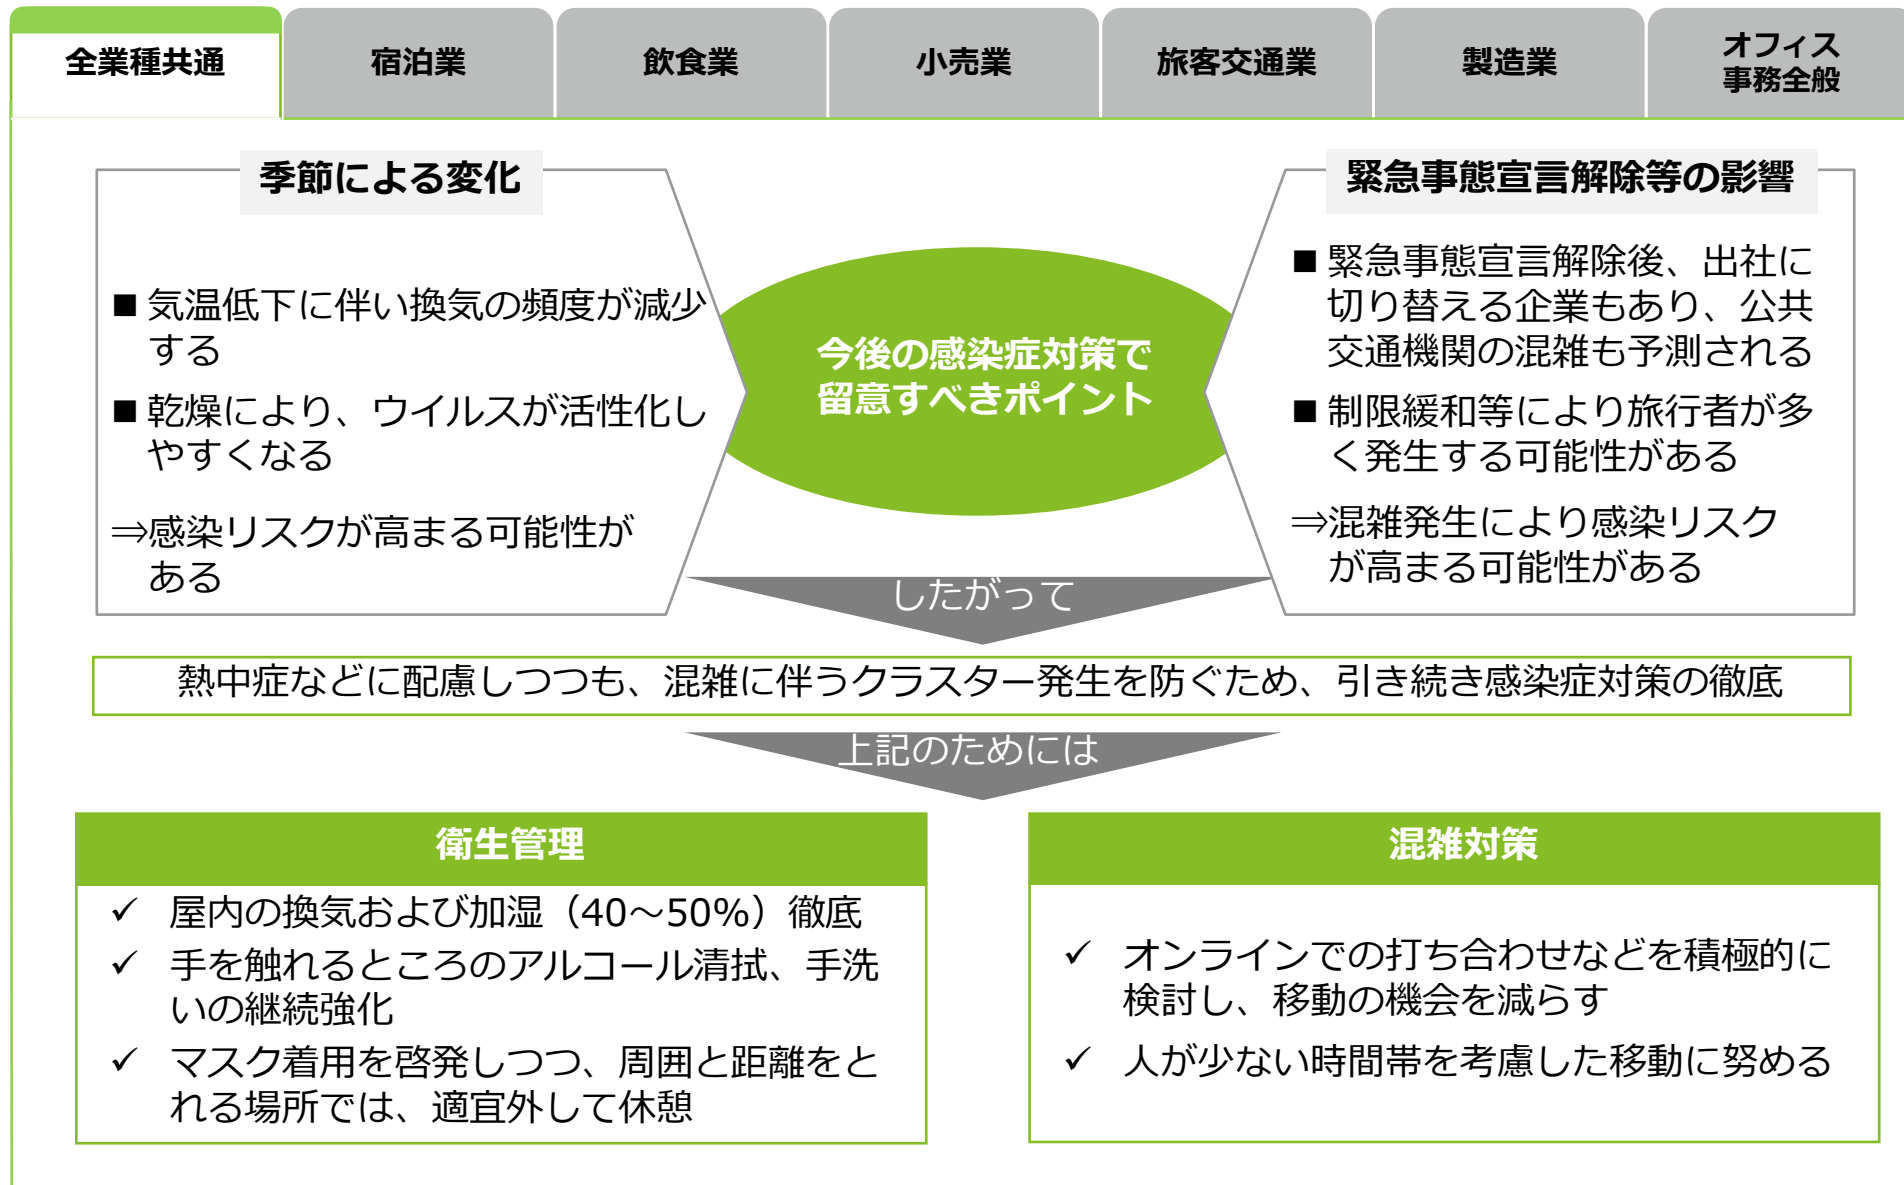 全業種共通
宿泊業
飲食業
小売業
旅客交通業
製造業
オフィス
事務全般
季節による変化
■気温低下に伴い換気の頻度が減少
する
■乾燥により、ウイルスが活性化し
やすくなる
⇒感染リスクが高まる可能性が
ある
今後の感染症対策で
留意すべきポイント
緊急事態宣言解除等の影響
■緊急事態宣言解除後、出社に
切り替える企業もあり、公共
交通機関の混雑も予測される
■制限緩和等により旅行者が多
く発生する可能性がある
⇒混雑発生により感染リスク
が高まる可能性がある
したがって
熱中症などに配慮しつつも、混雑に伴うクラスター発生を防ぐため、引き続き感染症対策の徹底
上記のためには
衛生管理
✓ 屋内の換気および加湿（40～50%）徹底
✓ 手を触れるところのアルコール清拭、手洗
いの継続強化
✓ マスク着用を啓発しつつ、周囲と距離をと
れる場所では、適宜外して休憩
混雑対策
✓ オンラインでの打ち合わせなどを積極的に
検討し、移動の機会を減らす
✓ 人が少ない時間帯を考慮した移動に努める